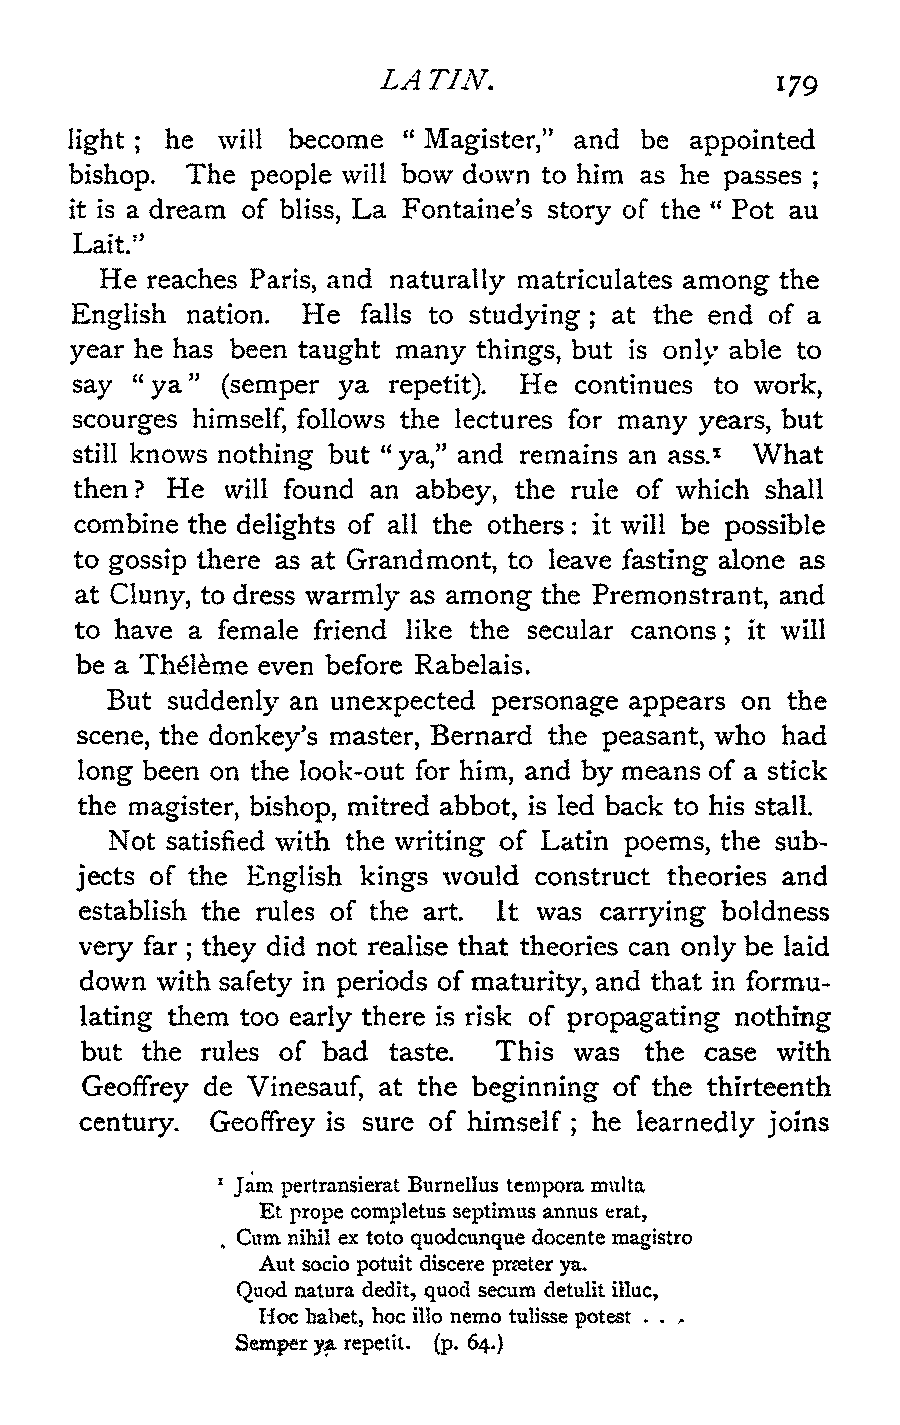 LATIN.
179
light ; he will become " Magister," and be appointed
bishop. The people will bow down to him as he passes ;
it is a dream of bliss, La Fontaine's story of the " Pot au
Lait."
He reaches Paris, and naturally matriculates among the
English nation. He falls to studying ; at the end of a
year he has been taught many things, but is only able to
say " ya " (semper ya repetit). He continues to work,
scourges himself, follows the lectures for many years, but
still knows nothing but " ya," and remains an ass.¹ What
then ? He will found an abbey, the rule of which shall
combine the delights of all the others : it will be possible
to gossip there as at Grandmont, to leave fasting alone as
at Cluny, to dress warmly as among the Premonstrant, and
to have a female friend like the secular canons ; it will
be a Thélème even before Rabelais.
But suddenly an unexpected personage appears on the
scene, the donkey's master, Bernard the peasant, who had
long been on the look-out for him, and by means of a stick
the magister, bishop, mitred abbot, is led back to his stall.
Not satisfied with the writing of Latin poems, the sub-
jects of the English kings would construct theories and
establish the rules of the art. It was carrying boldness
very far ; they did not realise that theories can only be laid
down with safety in periods of maturity, and that in formu-
lating them too early there is risk of propagating nothing
but the rules of bad taste. This was the case with
Geoffrey de Vinesauf, at the beginning of the thirteenth
century. Geoffrey is sure of himself ; he learnedly joins
¹ Jam pertransierat Burnellus tempora multa
Et prope completus septimus annus erat,
Cum nihil ex toto quodcunque docente magistro
Aut socio potuit discere præter ya.
Quod natura dedit, quod secum detulit illuc,
Hoc habet, hoc illo nemo tulisse potest . . .
Semper ya repetit. (p. 64.)